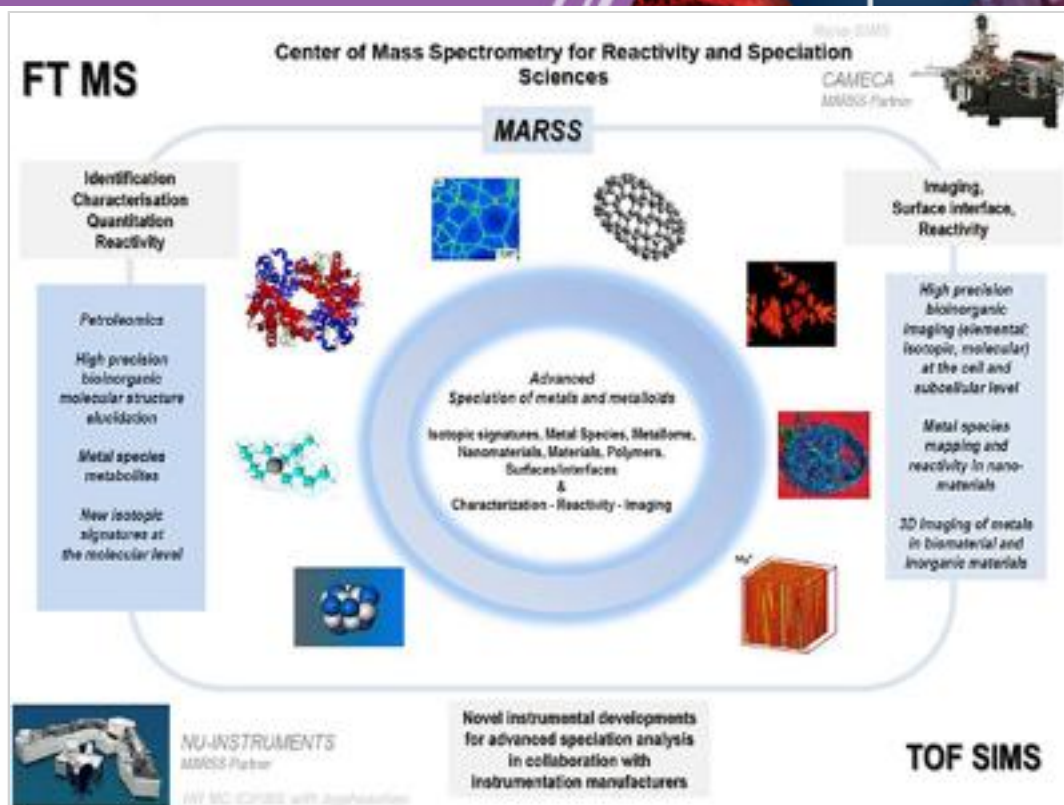 Center of Mass Spectrometry for Reactivity and Speciation
Sciences
FT MS
Nano SIMS
CAMECA
MARSS Partner
MARSS
Identification
Characterisation
Quantitation
Reactivity
Imaging,
Surface interface,
Reactivity
Petroleomics
High precision
bioinorganic
molecular structure
elucidation
Metal species
metabolites
New isotopic
signatures at
the molecular level
Advanced
Speciation of metals and metalloids
Isotopic signatures, Metal Species, Metallome,
Nanomaterials, Materials, Polymers,
Surfaces/interfaces
&
Characterization - Reactivity - Imaging
High precision
bioinorganic
imaging (elemental;
isotopic, molecular)
at the cell and
subcellular level
Metal species
mapping and
reactivity in nano-
materials
3D imaging of metals
in biomaterial and
inorganic materials
Mg⁺
NU-INSTRUMENTS
MARSS Partner
Novel instrumental developments
for advanced speciation analysis
in collaboration with
instrumentation manufacturers
TOF SIMS